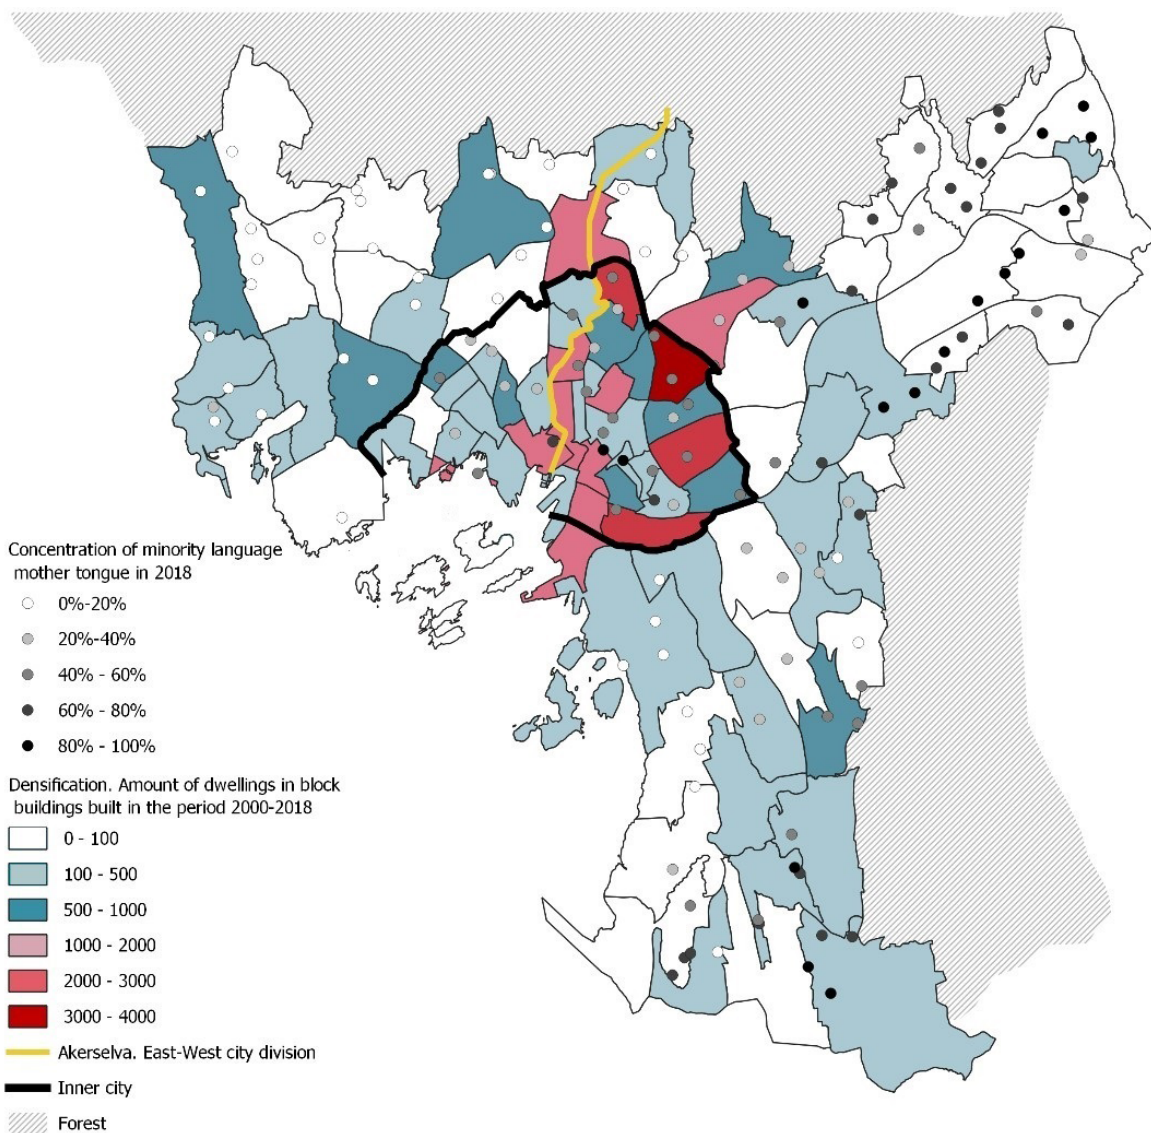 Concentration of minority language
mother tongue in 2018
0%-20%
20%-40%
40% - 60%
60% - 80%
80% - 100%
Densification. Amount of dwellings in block
buildings built in the period 2000-2018
0 - 100
100 - 500
500 - 1000
1000 - 2000
2000 - 3000
3000 - 4000
Akerselva. East-West city division
Inner city
Forest